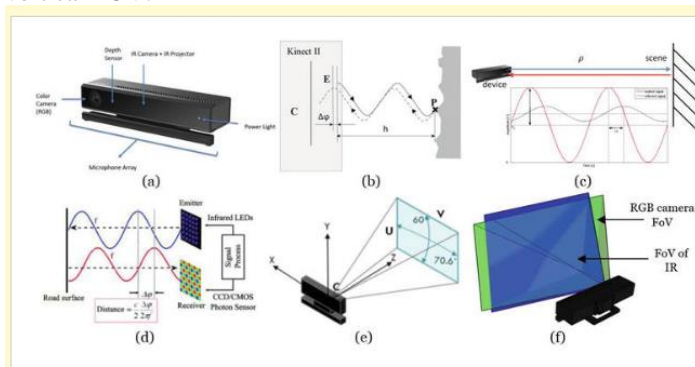 Depth
Sensor
IR Camera + IR Projector
Color
Camera
(RGB)
Power Light
Microphone Array
(a)
Kinect II
E
C
Δφ
h
P
(b)
ρ
scene
device
(c)
Emitter
Infrared LEDs
Signal
Process
r
r
Road surface
Δφ
Receiver
CCD/CMOS
Photon Sensor
Distance = c/2 Δφ/2πf
(d)
Y
X
Z
C
U
V
60
70.6
(e)
RGB camera
FoV
FoV
of IR
(f)